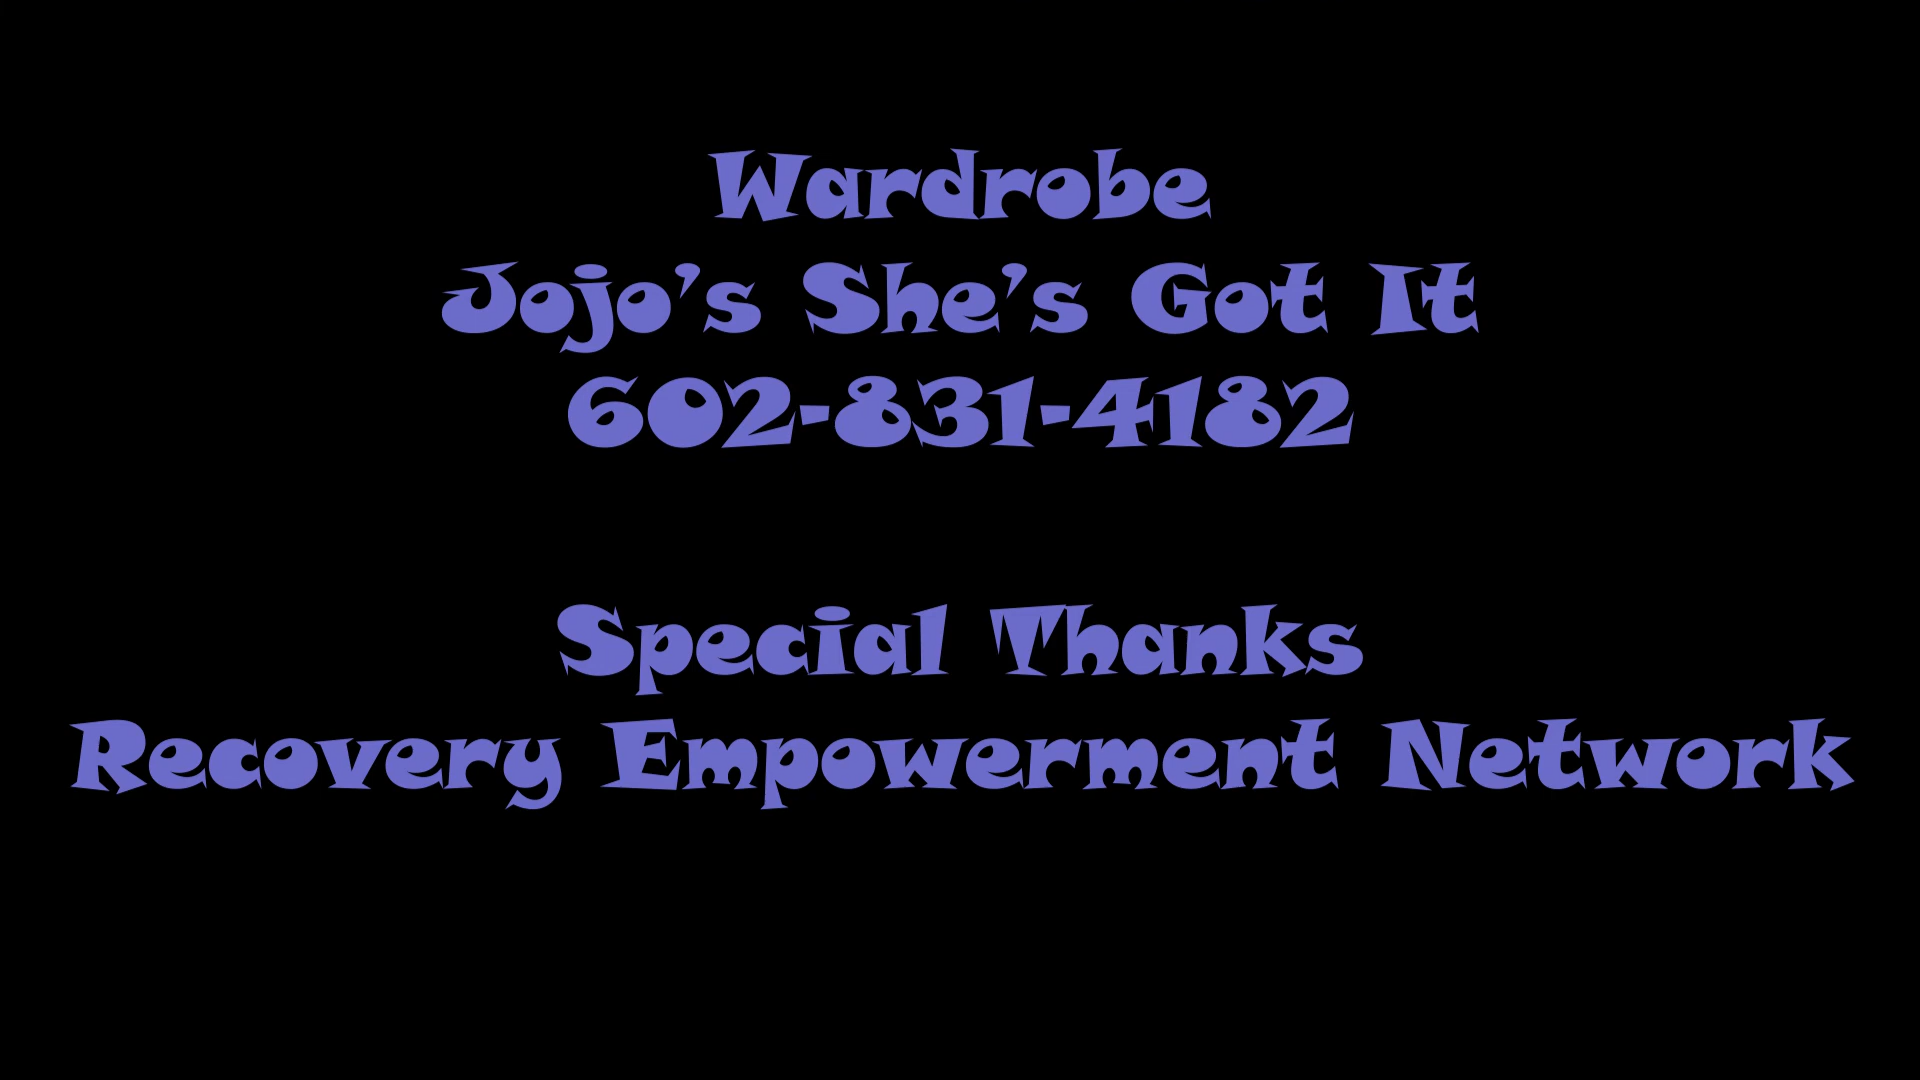 Wardrobe
Jojo's She's Got It
602-831-4182
Special Thanks
Recovery Empowerment Network